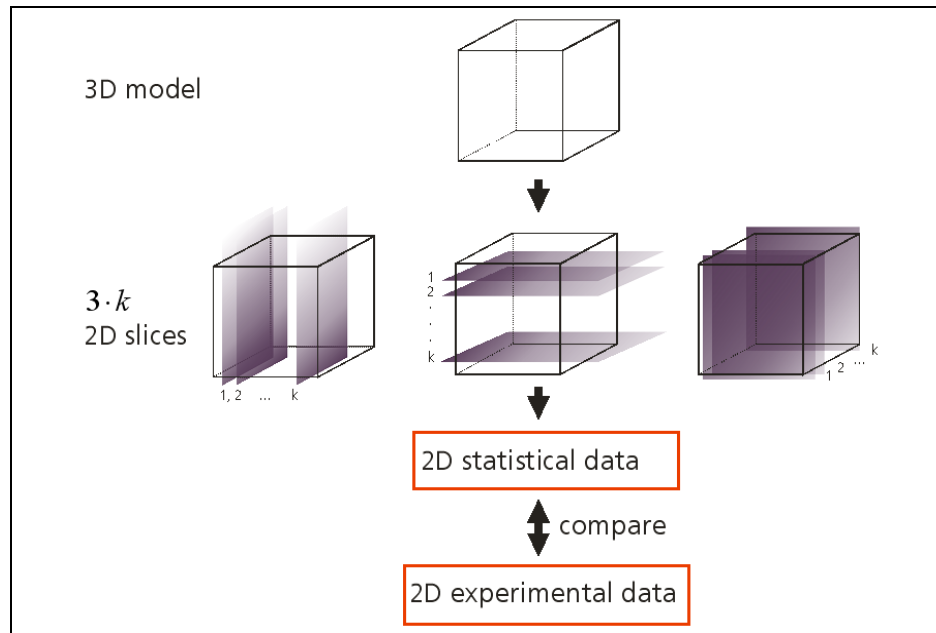 3D model
3 · k
2D slices
1, 2 ... k
1
2
.
.
.
k
1 2 ... k
2D statistical data
compare
2D experimental data